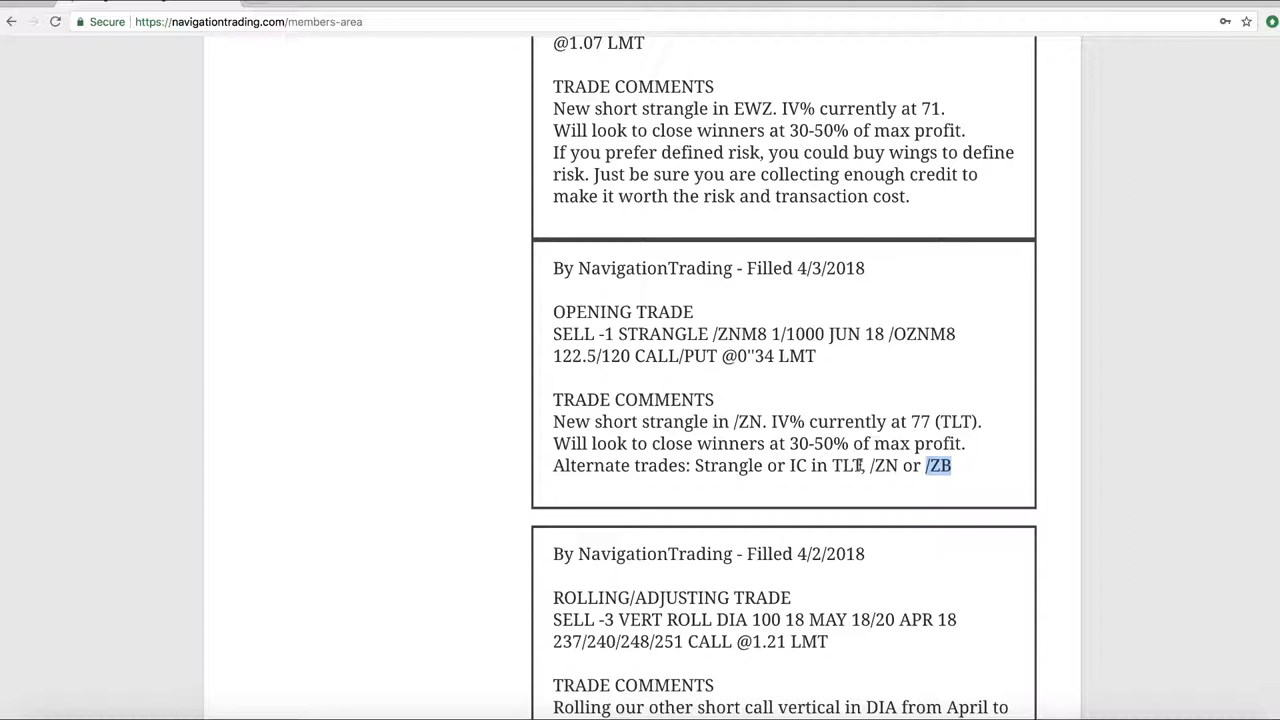 Secure
https://navigationtrading.com/members-area
@1.07 LMT
TRADE COMMENTS
New short strangle in EWZ. IV% currently at 71.
Will look to close winners at 30-50% of max profit.
If you prefer defined risk, you could buy wings to define
risk. Just be sure you are collecting enough credit to
make it worth the risk and transaction cost.
By NavigationTrading - Filled 4/3/2018
OPENING TRADE
SELL -1 STRANGLE /ZNM8 1/1000 JUN 18 /OZNM8
122.5/120 CALL/PUT @0''34 LMT
TRADE COMMENTS
New short strangle in /ZN. IV% currently at 77 (TLT).
Will look to close winners at 30-50% of max profit.
Alternate trades: Strangle or IC in TLT, /ZN or /ZB
By NavigationTrading - Filled 4/2/2018
ROLLING/ADJUSTING TRADE
SELL -3 VERT ROLL DIA 100 18 MAY 18/20 APR 18
237/240/248/251 CALL @1.21 LMT
TRADE COMMENTS
Rolling our other short call vertical in DIA from April to